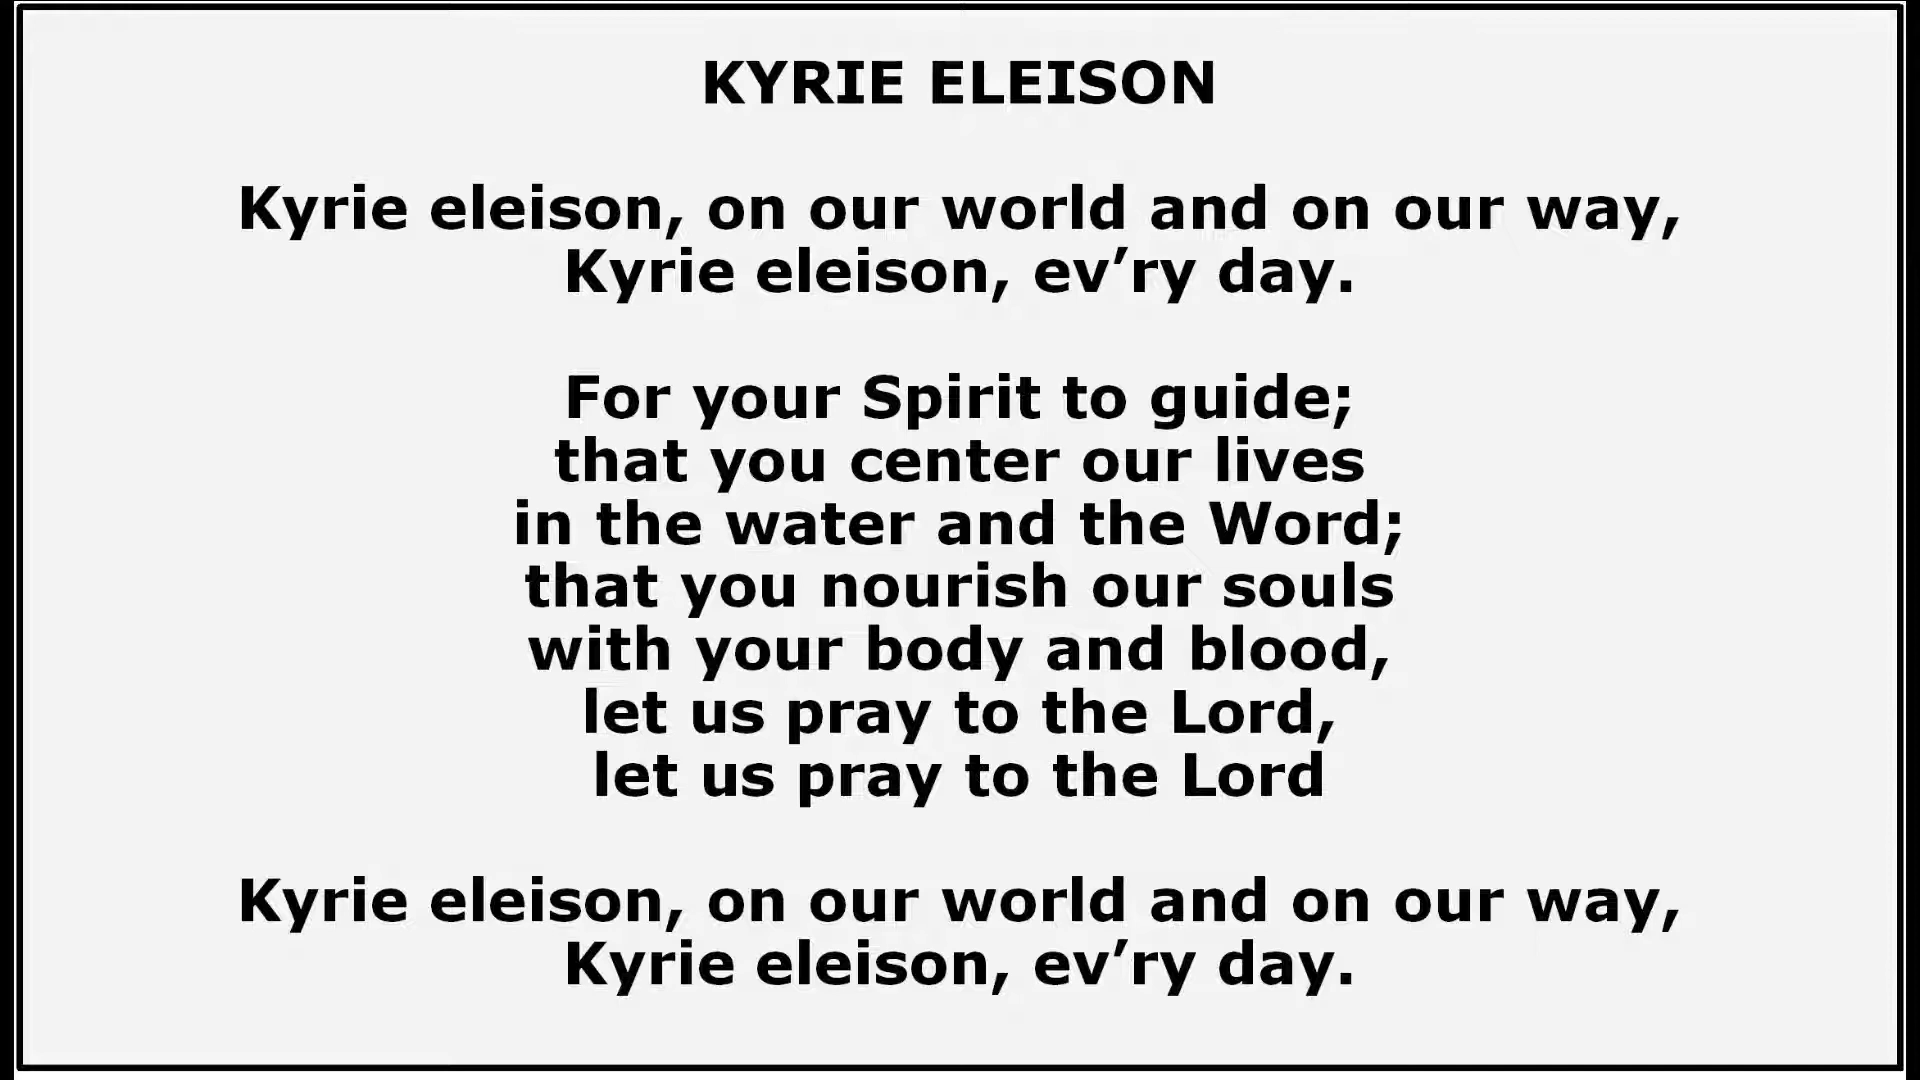 KYRIE ELEISON
Kyrie eleison, on our world and on our way,
Kyrie eleison, ev’ry day.
For your Spirit to guide;
that you center our lives
in the water and the Word;
that you nourish our souls
with your body and blood,
let us pray to the Lord,
let us pray to the Lord
Kyrie eleison, on our world and on our way,
Kyrie eleison, ev’ry day.